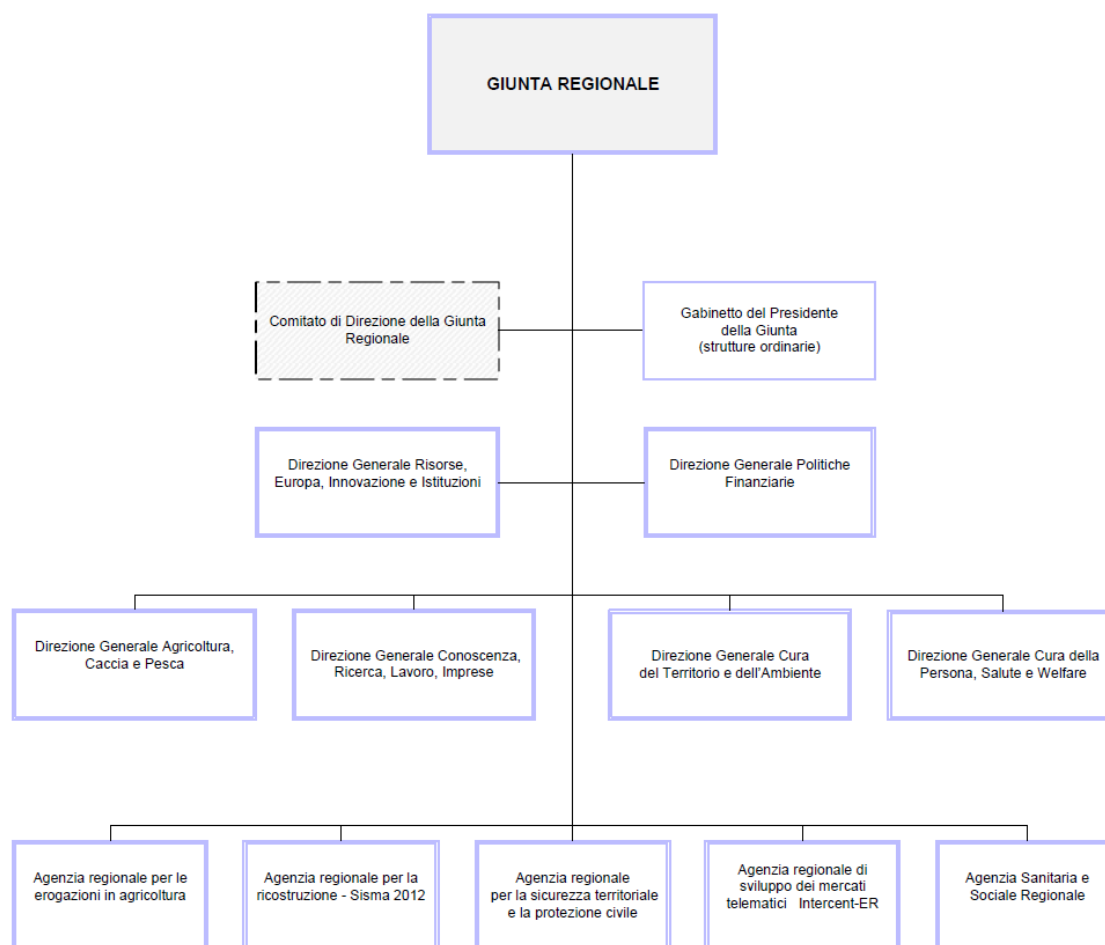 GIUNTA REGIONALE
Comitato di Direzione della Giunta
Regionale
Gabinetto del Presidente
della Giunta
(strutture ordinarie)
Direzione Generale Risorse,
Europa, Innovazione e Istituzioni
Direzione Generale Politiche
Finanziarie
Direzione Generale Agricoltura,
Caccia e Pesca
Direzione Generale Conoscenza,
Ricerca, Lavoro, Imprese
Direzione Generale Cura
del Territorio e dell'Ambiente
Direzione Generale Cura della
Persona, Salute e Welfare
Agenzia regionale per le
erogazioni in agricoltura
Agenzia regionale per la
ricostruzione - Sisma 2012
Agenzia regionale
per la sicurezza territoriale
e la protezione civile
Agenzia regionale di
sviluppo dei mercati
telematici Intercent-ER
Agenzia Sanitaria e
Sociale Regionale